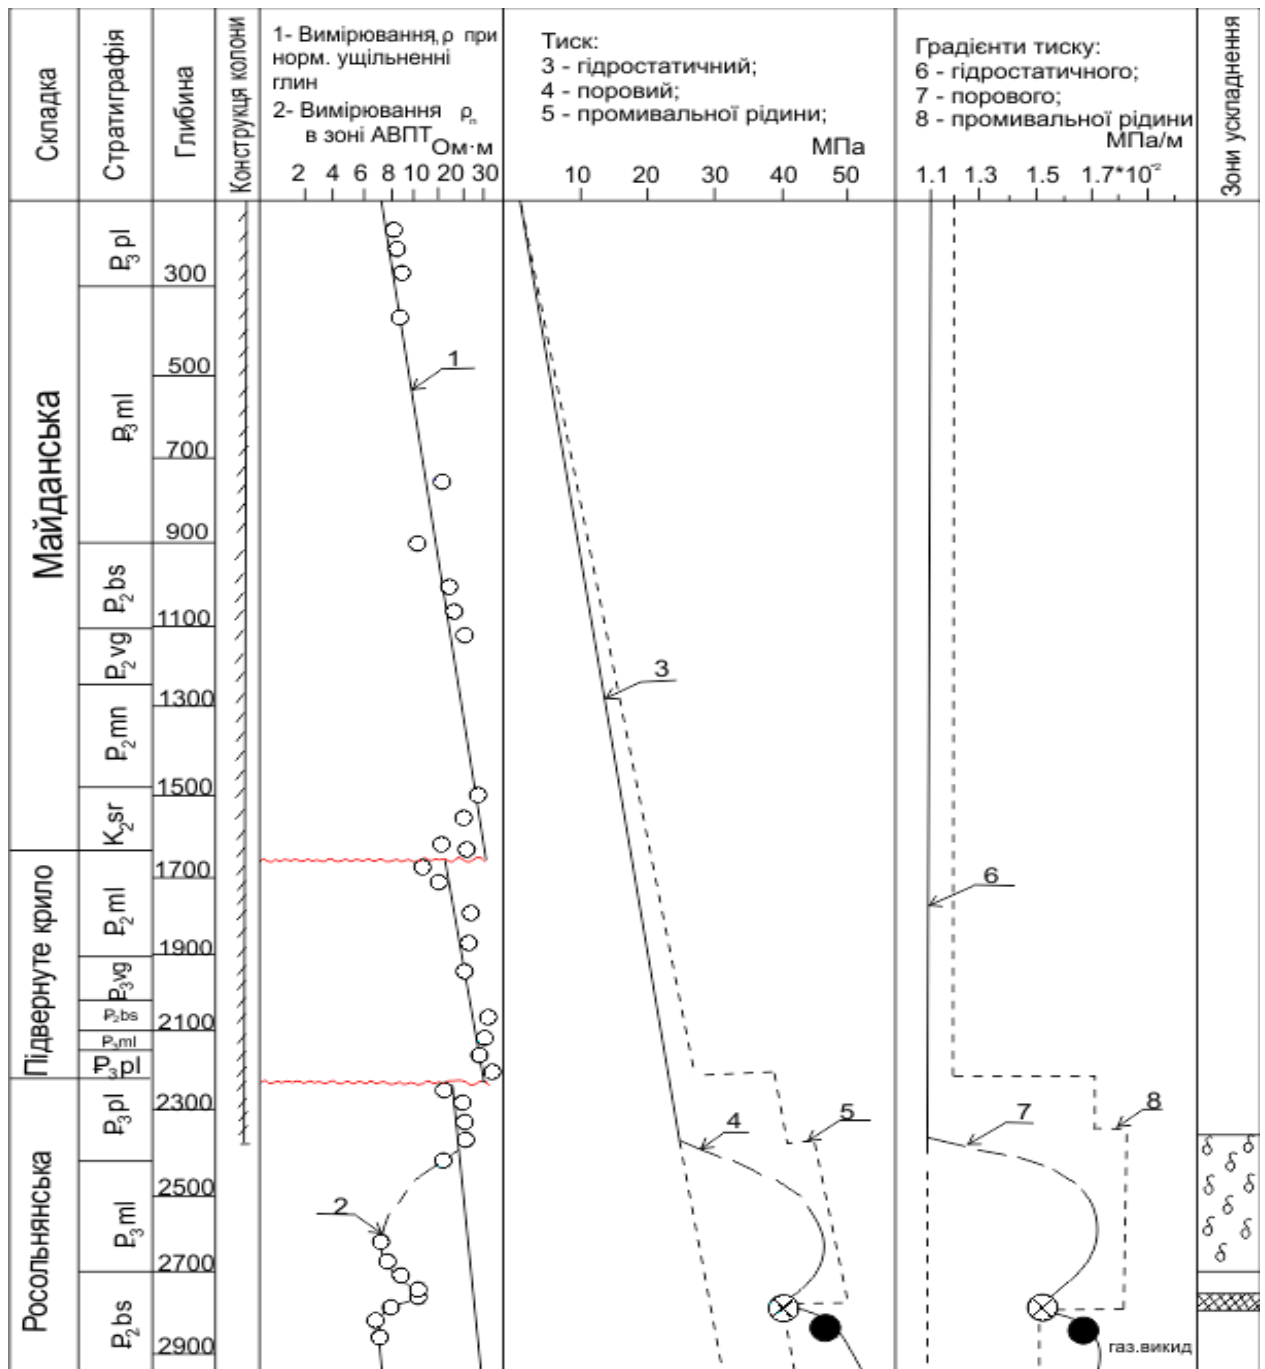 Складка
Стратиграфія
Глибина
Конструкця колони
1- Вимірювання, ρ при
норм. ущільненні
глин
2- Вимірювання ρп
в зоні АВПТ
Ом·м
2 4 6 8 10 20 30
Тиск:
3 - гідростатичний;
4 - поровий;
5 - промивальної рідини;
МПа
10 20 30 40 50
Градієнти тиску:
6 - гідростатичного;
7 - порового;
8 - промивальної рідини
МПа/м
1.1 1.3 1.5 1.7*10⁻²
Зони ускладнення
Майданська
Підвернуте крило
Росольнянська
P₃pl
P₃ml
P₂bs
P₂vg
P₂mn
K₂sr
P₂ml
P₃vg
P₂bs
P₃ml
P₃pl
P₃pl
P₃ml
P₂bs
300
500
700
900
1100
1300
1500
1700
1900
2100
2300
2500
2700
2900
1
2
3
4
5
6
7
8
газ.викид